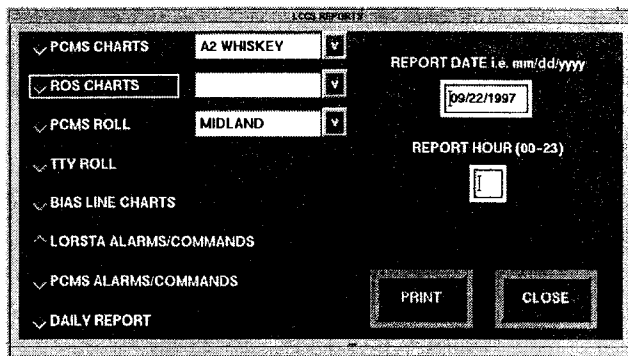 LCCS REPORTS
PCMS CHARTS A2 WHISKEY
ROS CHARTS
PCMS ROLL MIDLAND
TTY ROLL
BIAS LINE CHARTS
LORSTA ALARMS/COMMANDS
PCMS ALARMS/COMMANDS
DAILY REPORT
REPORT DATE i.e. mm/dd/yyyy
09/22/1997
REPORT HOUR (00-23)
PRINT CLOSE